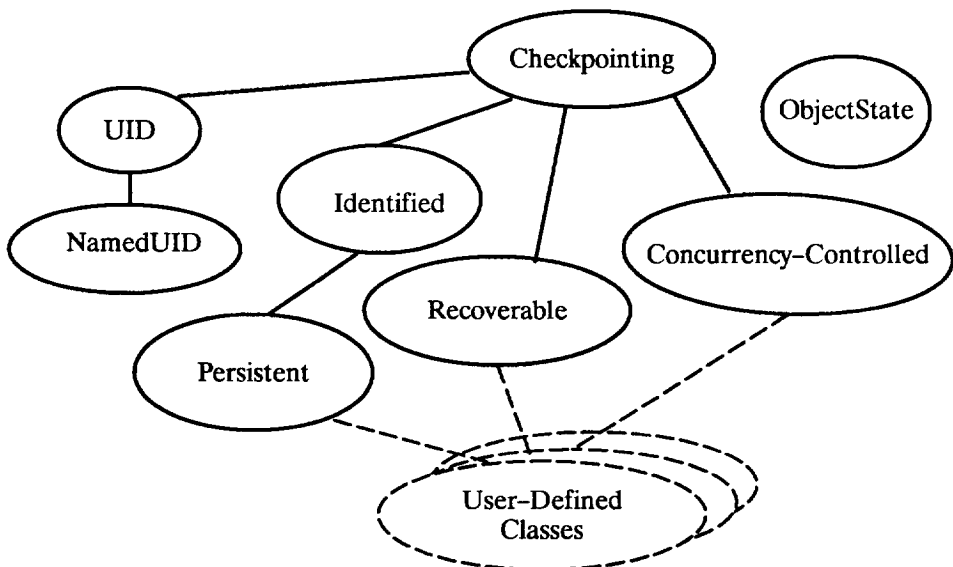 Checkpointing
ObjectState
UID
Identified
NamedUID
Concurrency–Controlled
Recoverable
Persistent
User–Defined
Classes